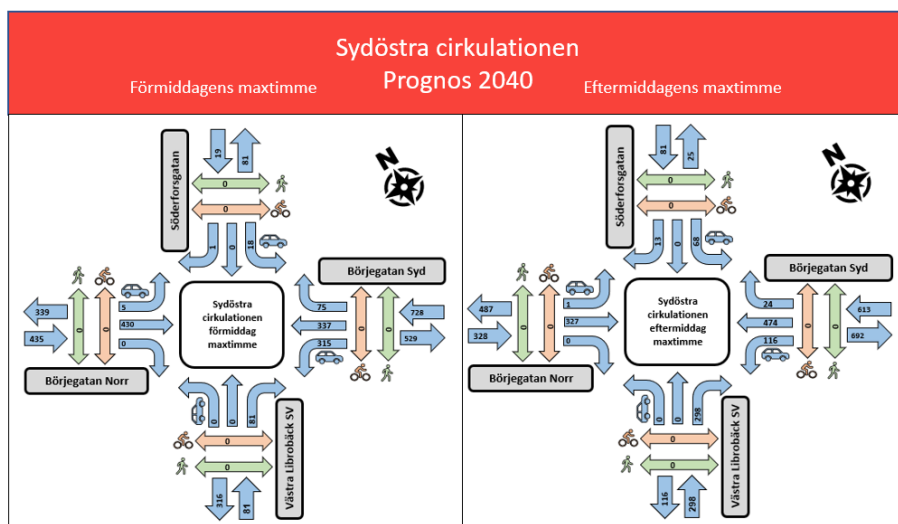 Sydöstra cirkulationen
Prognos 2040
Förmiddagens maxtimme
Eftermiddagens maxtimme
Söderforsgatan
19
81
0
0
1
0
18
N
Börjegatan Syd
339
435
0
0
5
430
0
Sydöstra
cirkulationen
förmiddag
maxtimme
75
337
315
0
0
728
529
Börjegatan Norr
0
0
81
0
0
316
81
Västra Librobäck SV
Söderforsgatan
81
25
0
0
13
0
68
N
Börjegatan Syd
487
328
0
0
1
327
0
Sydöstra
cirkulationen
eftermiddag
maxtimme
24
474
116
0
0
613
692
Börjegatan Norr
0
0
298
0
0
116
298
Västra Librobäck SV